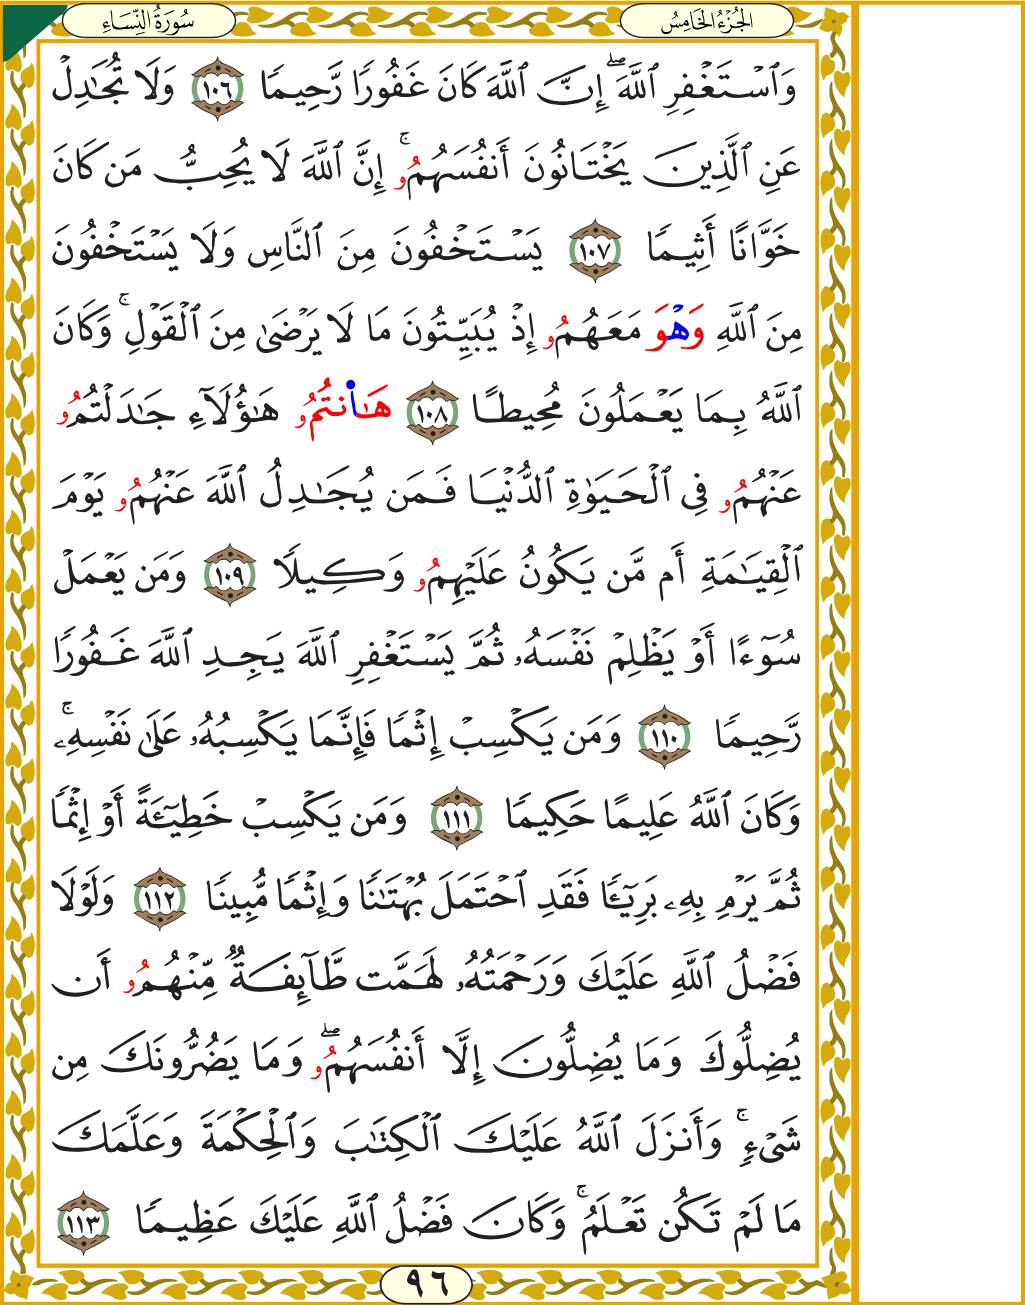 الجُزْءُ الخَامِسُ
سُورَةُ النِّسَاءِ
وَٱسۡتَغۡفِرِ ٱللَّهَۖ إِنَّ ٱللَّهَ كَانَ غَفُورٗا رَّحِيمٗا ١٠٦ وَلَا تُجَٰدِلۡ
عَنِ ٱلَّذِينَ يَخۡتَانُونَ أَنفُسَهُمُۥۚ إِنَّ ٱللَّهَ لَا يُحِبُّ مَن كَانَ
خَوَّانًا أَثِيمٗا ١٠٧ يَسۡتَخۡفُونَ مِنَ ٱلنَّاسِ وَلَا يَسۡتَخۡفُونَ
مِنَ ٱللَّهِ وَهۡوَ مَعَهُمُۥ إِذۡ يُبَيِّتُونَ مَا لَا يَرۡضَىٰ مِنَ ٱلۡقَوۡلِۚ وَكَانَ
ٱللَّهُ بِمَا يَعۡمَلُونَ مُحِيطًا ١٠٨ هَٰا۬نتُمُۥ هَٰٓؤُلَآءِ جَٰدَلۡتُمُۥ
عَنۡهُمُۥ فِي ٱلۡحَيَوٰةِ ٱلدُّنۡيَا فَمَن يُجَٰدِلُ ٱللَّهَ عَنۡهُمُۥ يَوۡمَ
ٱلۡقِيَٰمَةِ أَم مَّن يَكُونُ عَلَيۡهِمُۥ وَكِيلٗا ١٠٩ وَمَن يَعۡمَلۡ
سُوٓءًا أَوۡ يَظۡلِمۡ نَفۡسَهُۥ ثُمَّ يَسۡتَغۡفِرِ ٱللَّهَ يَجِدِ ٱللَّهَ غَفُورٗا
رَّحِيمٗا ١١٠ وَمَن يَكۡسِبۡ إِثۡمٗا فَإِنَّمَا يَكۡسِبُهُۥ عَلَىٰ نَفۡسِهِۦۚ
وَكَانَ ٱللَّهُ عَلِيمًا حَكِيمٗا ١١١ وَمَن يَكۡسِبۡ خَطِيٓـَٔةً أَوۡ إِثۡمٗا
ثُمَّ يَرۡمِ بِهِۦ بَرِيٓـٔٗا فَقَدِ ٱحۡتَمَلَ بُهۡتَٰنٗا وَإِثۡمٗا مُّبِينٗا ١١٢ وَلَوۡلَا
فَضۡلُ ٱللَّهِ عَلَيۡكَ وَرَحۡمَتُهُۥ لَهَمَّت طَّآئِفَةٞ مِّنۡهُمُۥ أَن
يُضِلُّوكَ وَمَا يُضِلُّونَ إِلَّآ أَنفُسَهُمُۥۖ وَمَا يَضُرُّونَكَ مِن
شَيۡءٖۚ وَأَنزَلَ ٱللَّهُ عَلَيۡكَ ٱلۡكِتَٰبَ وَٱلۡحِكۡمَةَ وَعَلَّمَكَ
مَا لَمۡ تَكُن تَعۡلَمُۚ وَكَانَ فَضۡلُ ٱللَّهِ عَلَيۡكَ عَظِيمٗا ١١٣
٩٦